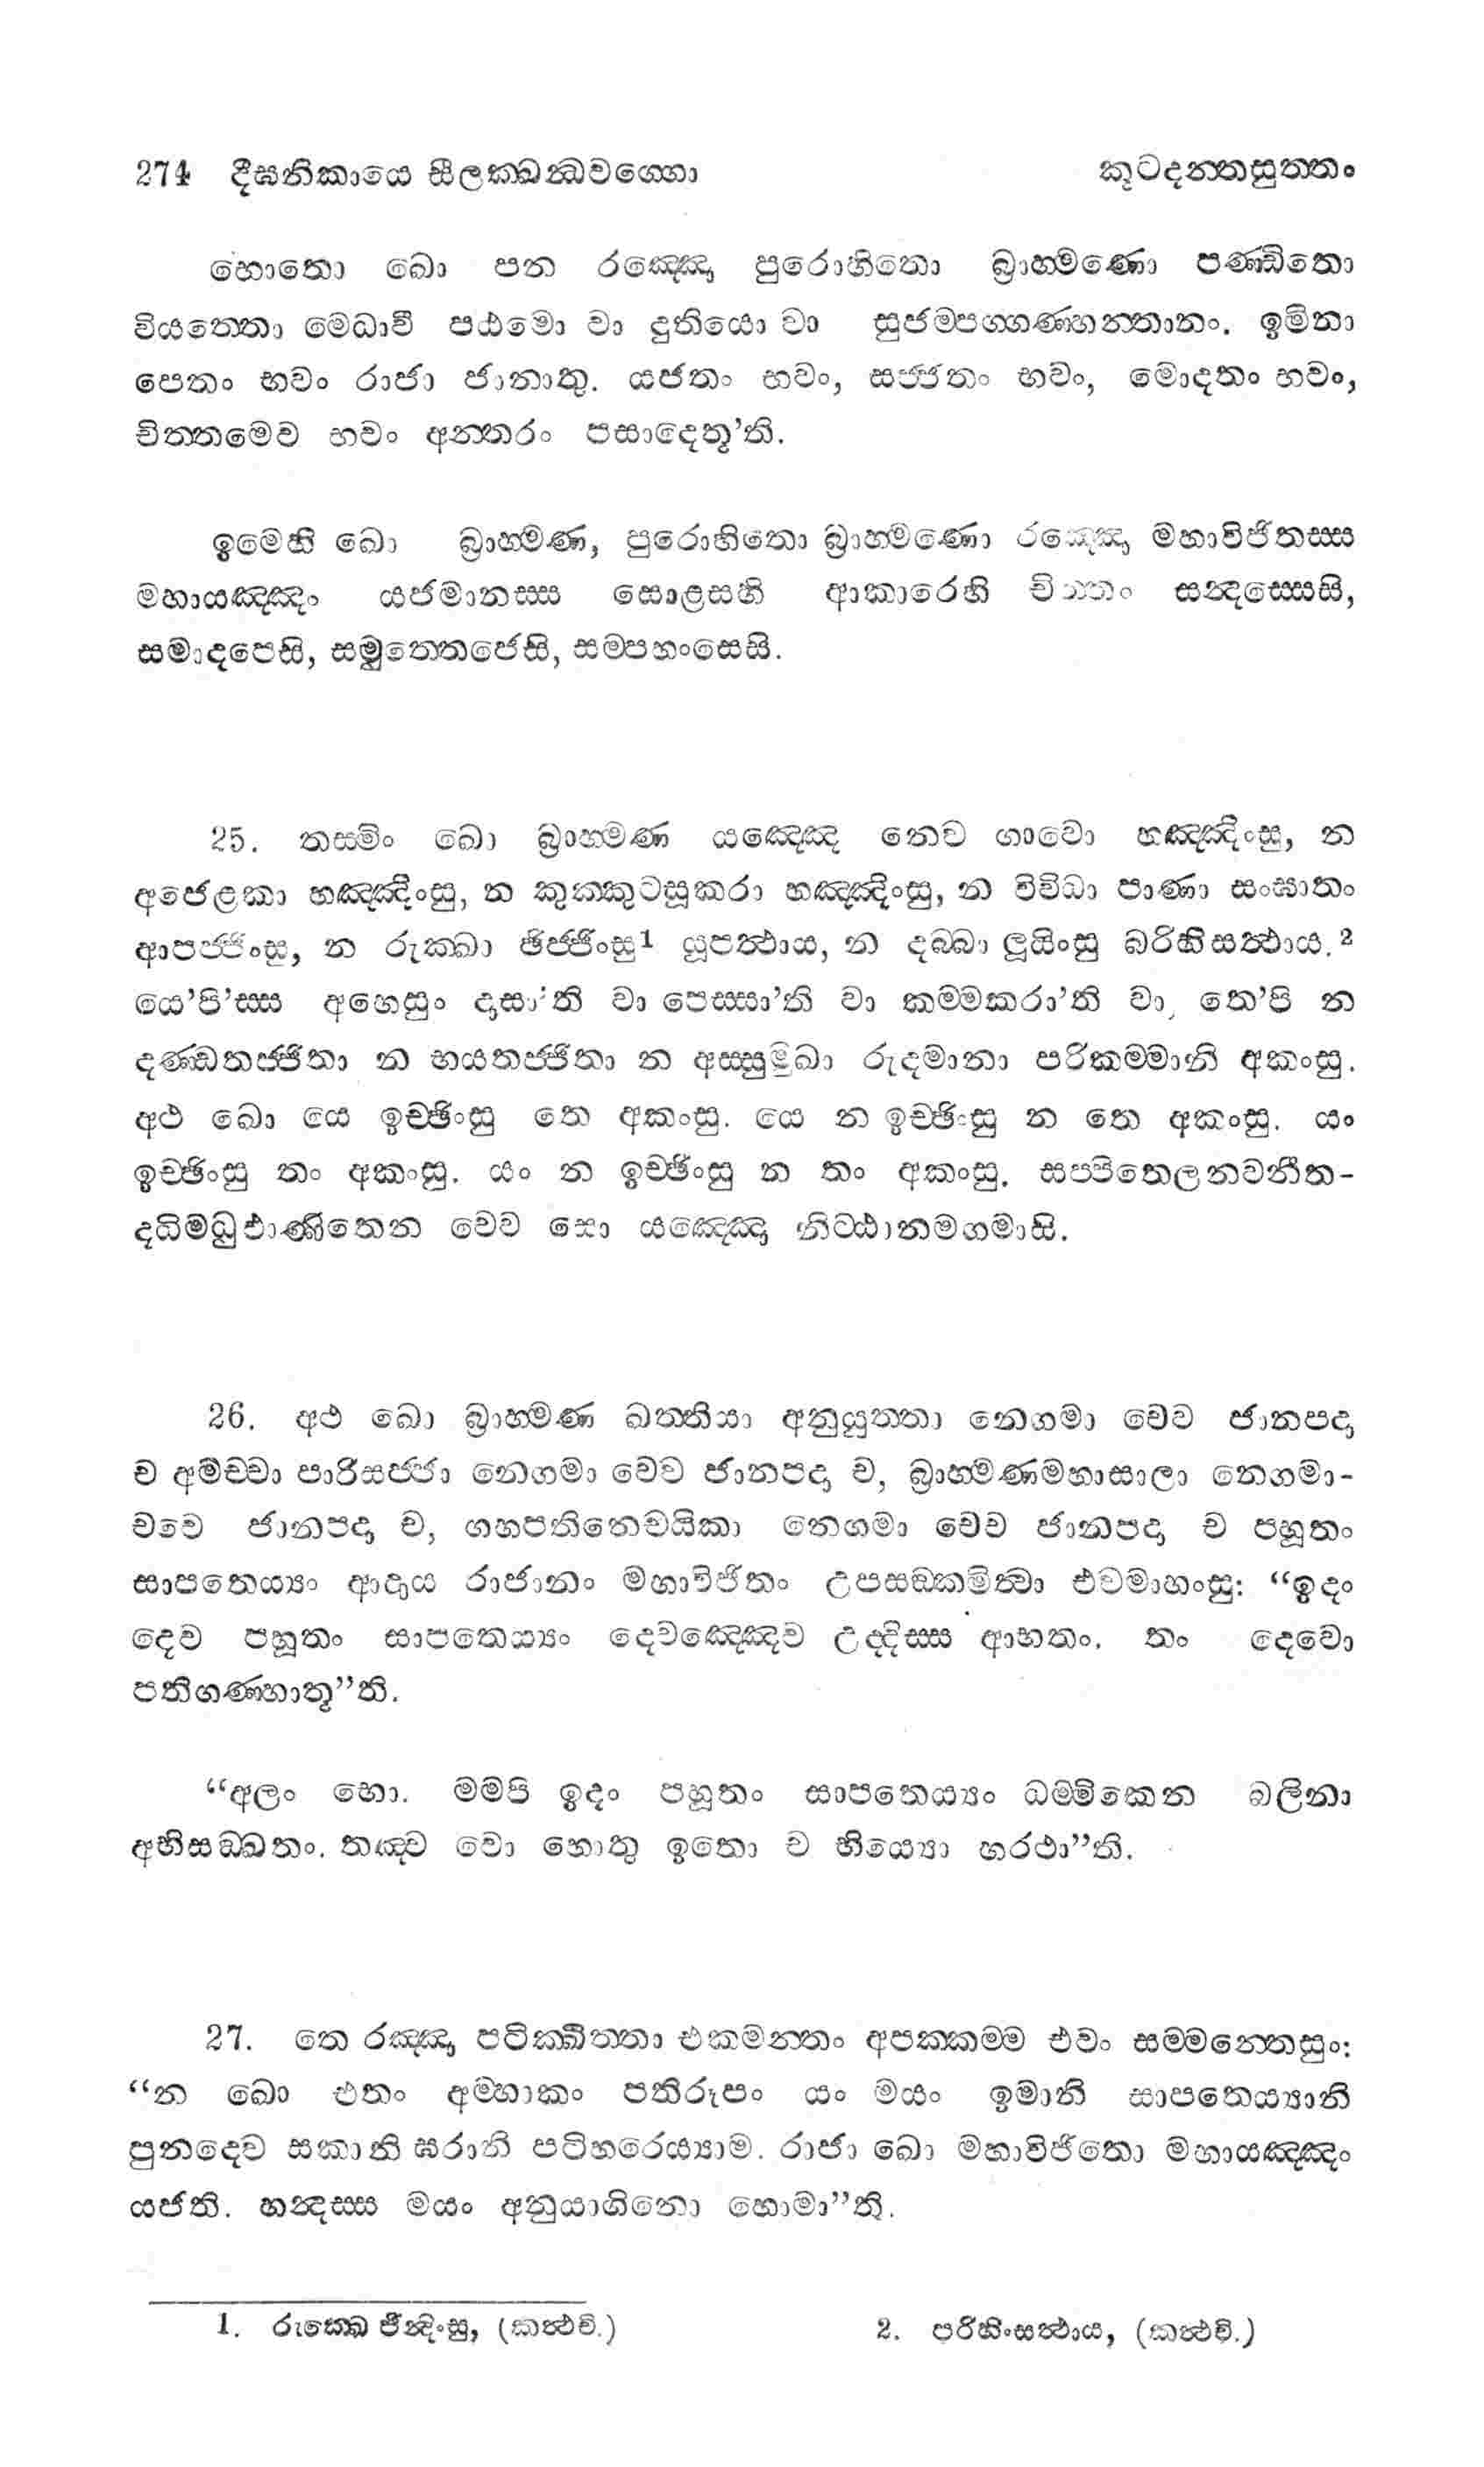 274 දීඝනිකායෙ සීලක්ඛන්ධවග්ගො කූටදන්තසුත්තං
හොතො ඛො පන රඤ්ඤො පුරොහිතො බ්‍රාහ්මණො පණ්ඩිතො
වියත්තො මෙධාවී පඨමො වා දුතියො වා සුජම්පග්ගණ්හන්තානං. ඉමිනා
පෙතං භවං රාජා ජානාතු. යජතං භවං, සජ්ජතං භවං, මොදතං භවං,
චිත්තමෙව භවං අන්තරං පසාදෙතූ’ති.
ඉමෙහි ඛො බ්‍රාහ්මණ, පුරොහිතො බ්‍රාහ්මණො රඤ්ඤො මහාවිජිතස්ස
මහායඤ්ඤං යජමානස්ස සොළසහි ආකාරෙහි චිත්තං සන්දස්සෙසි,
සමාදපෙසි, සමුත්තෙජෙසි, සම්පහංසෙසි.
25. තස්මිං ඛො බ්‍රාහ්මණ යඤ්ඤෙ නෙව ගාවො හඤ්ඤිංසු, න
අජෙළකා හඤ්ඤිංසු, න කුක්කුටසූකරා හඤ්ඤිංසු, න විවිධා පාණා සංඝාතං
ආපජ්ජිංසු, න රුක්ඛා ඡිජ්ජිංසු1 යූපත්ථාය, න දබ්බා ලූයිංසු බරිහිසත්ථාය.2
යෙ’පි’ස්ස අහෙසුං දාසා’ති වා පෙස්සා’ති වා කම්මකරා’ති වා, තෙ’පි න
දණ්ඩතජ්ජිතා න භයතජ්ජිතා න අස්සුමුඛා රුදමානා පරිකම්මානි අකංසු.
අථ ඛො යෙ ඉච්ඡිංසු තෙ අකංසු. යෙ න ඉච්ඡිංසු න තෙ අකංසු. යං
ඉච්ඡිංසු තං අකංසු. යං න ඉච්ඡිංසු න තං අකංසු. සප්පිතෙලනවනීත-
දධිමධුඵාණිතෙන චෙව සො යඤ්ඤො නිට්ඨානමගමාසි.
26. අථ ඛො බ්‍රාහ්මණ ඛත්තියා අනුයුත්තා නෙගමා චෙව ජානපදා
ච අමච්චා පාරිසජ්ජා නෙගමා චෙව ජානපදා ච, බ්‍රාහ්මණමහාසාලා නෙගමා-
චෙව ජානපදා ච, ගහපතිනෙචයිකා නෙගමා චෙව ජානපදා ච පහූතං
සාපතෙය්‍යං ආදාය රාජානං මහාවිජිතං උපසඞ්කමිත්වා එවමාහංසු: “ඉදං
දෙව පහූතං සාපතෙය්‍යං දෙවඤ්ඤෙව උද්දිස්ස ආභතං. තං දෙවො
පතිගණ්හාතූ”ති.
“අලං භො. මමපි ඉදං පහූතං සාපතෙය්‍යං ධම්මිකෙන බලිනා
අභිසඞ්ඛතං. තඤ්ච වො හොතු ඉතො ච භිය්‍යො හරථා”ති.
27. තෙ රඤ්ඤා පටික්ඛිත්තා එකමන්තං අපක්කම්ම එවං සම්මන්තෙසුං:
“න ඛො එතං අම්හාකං පතිරූපං යං මයං ඉමානි සාපතෙය්‍යානි
පුනදෙව සකානි ඝරානි පටිහරෙය්‍යාම. රාජා ඛො මහාවිජිතො මහායඤ්ඤං
යජති. හන්දස්ස මයං අනුයාගිනො හොමා”ති.
1. රුක්ඛෙ ජින්දිංසු, (කත්ථචි.) 2. පරිහිංසත්ථාය, (කත්ථචි.)